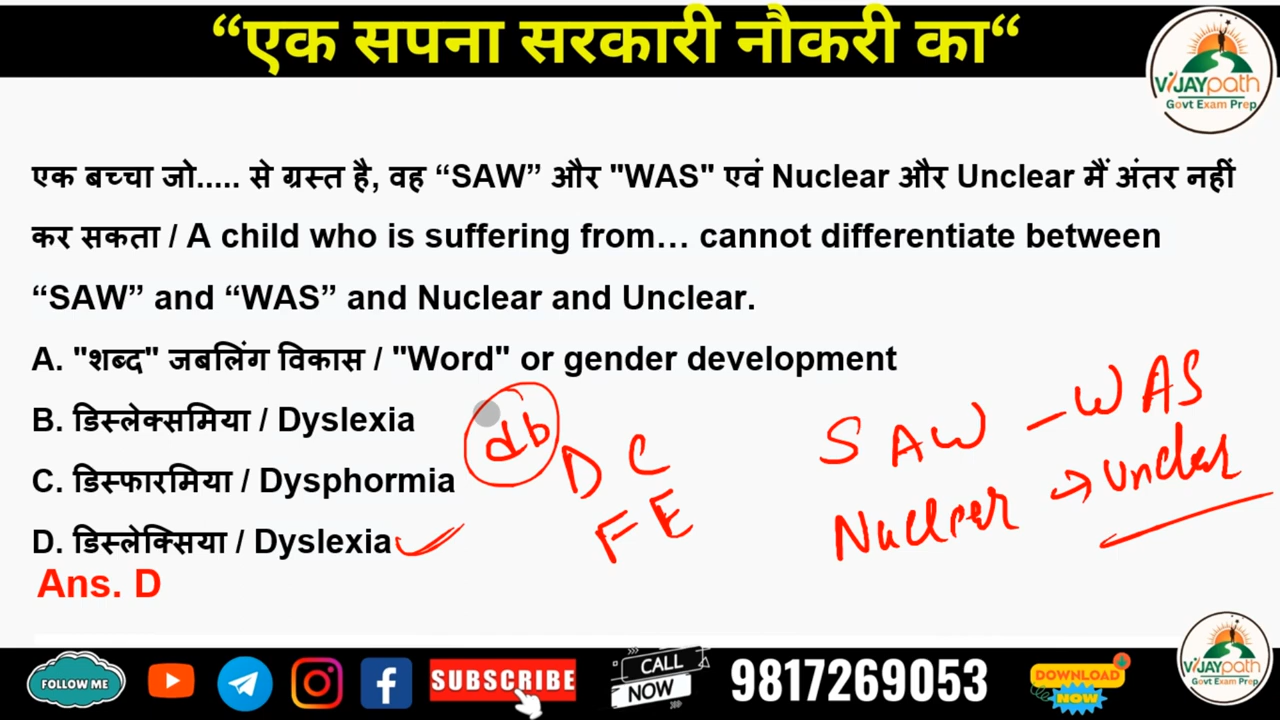 “एक सपना सरकारी नौकरी का“
VIJAYpath
Govt Exam Prep
एक बच्चा जो..... से ग्रस्त है, वह “SAW” और "WAS" एवं Nuclear और Unclear मैं अंतर नहीं
कर सकता / A child who is suffering from… cannot differentiate between
“SAW” and “WAS” and Nuclear and Unclear.
A. "शब्द" जबलिंग विकास / "Word" or gender development
B. डिस्लेक्समिया / Dyslexia
C. डिस्फारमिया / Dysphormia
D. डिस्लेक्सिया / Dyslexia
Ans. D
db
D C
F E
SAW - WAS
Nuclear → Unclear
FOLLOW ME
SUBSCRIBE
CALL
NOW
9817269053
DOWNLOAD
NOW
VIJAYpath
Govt Exam Prep